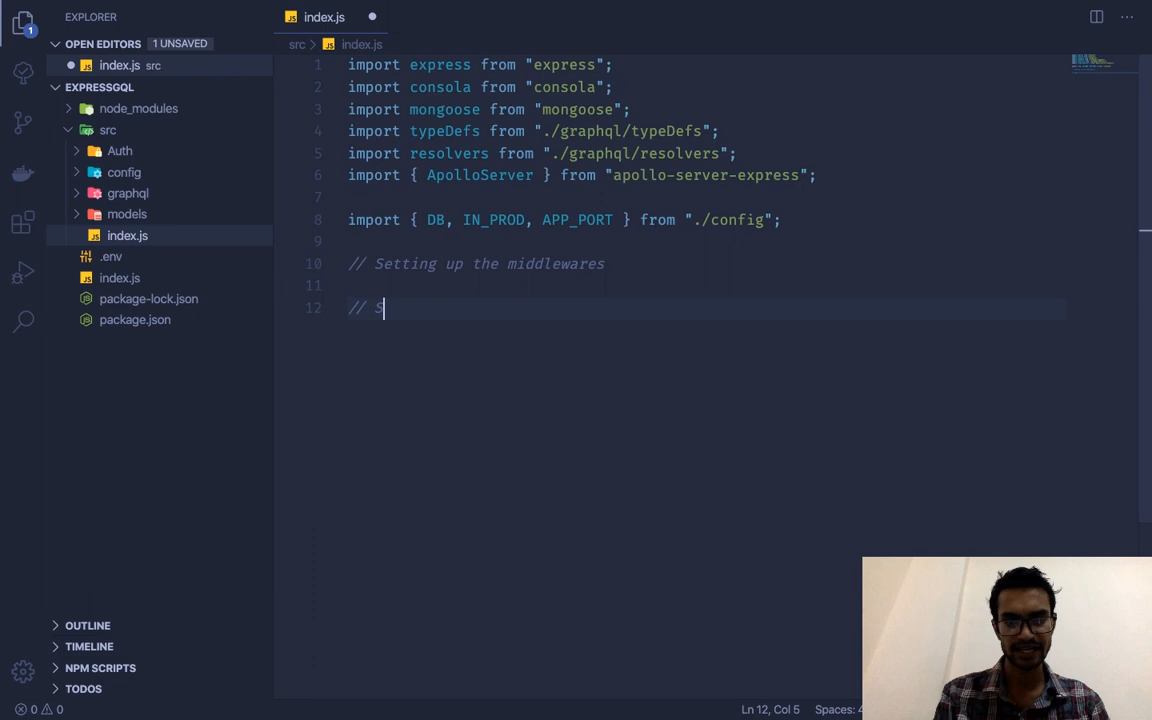 EXPLORER
index.js
OPEN EDITORS 1 UNSAVED
index.js src
EXPRESSGQL
node_modules
src
Auth
config
graphql
models
index.js
.env
index.js
package-lock.json
package.json
OUTLINE
TIMELINE
NPM SCRIPTS
TODOS
1
src > index.js
1 import express from "express";
2 import consola from "consola";
3 import mongoose from "mongoose";
4 import typeDefs from "./graphql/typeDefs";
5 import resolvers from "./graphql/resolvers";
6 import { ApolloServer } from "apollo-server-express";
7
8 import { DB, IN_PROD, APP_PORT } from "./config";
9
10 // Setting up the middlewares
11
12 // S
0 0
Ln 12, Col 5 Spaces: 4